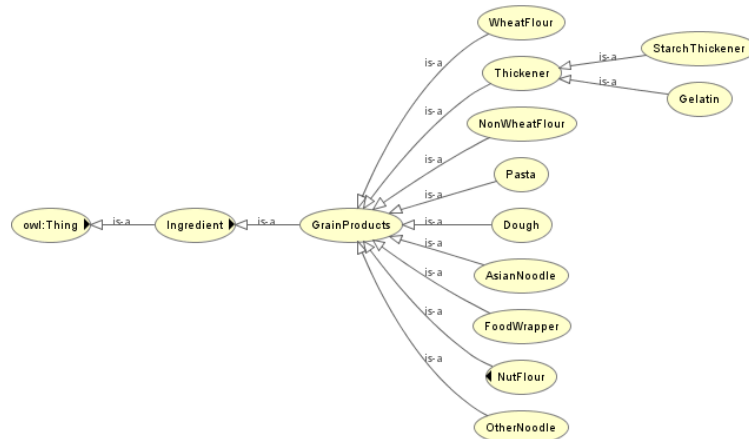 WheatFlour
is-a
StarchThickener
Thickener
is-a
is-a
Gelatin
is-a
NonWheatFlour
is-a
Pasta
is-a
owl:Thing
is-a
Ingredient
is-a
GrainProducts
is-a
Dough
is-a
AsianNoodle
is-a
FoodWrapper
is-a
NutFlour
is-a
OtherNoodle